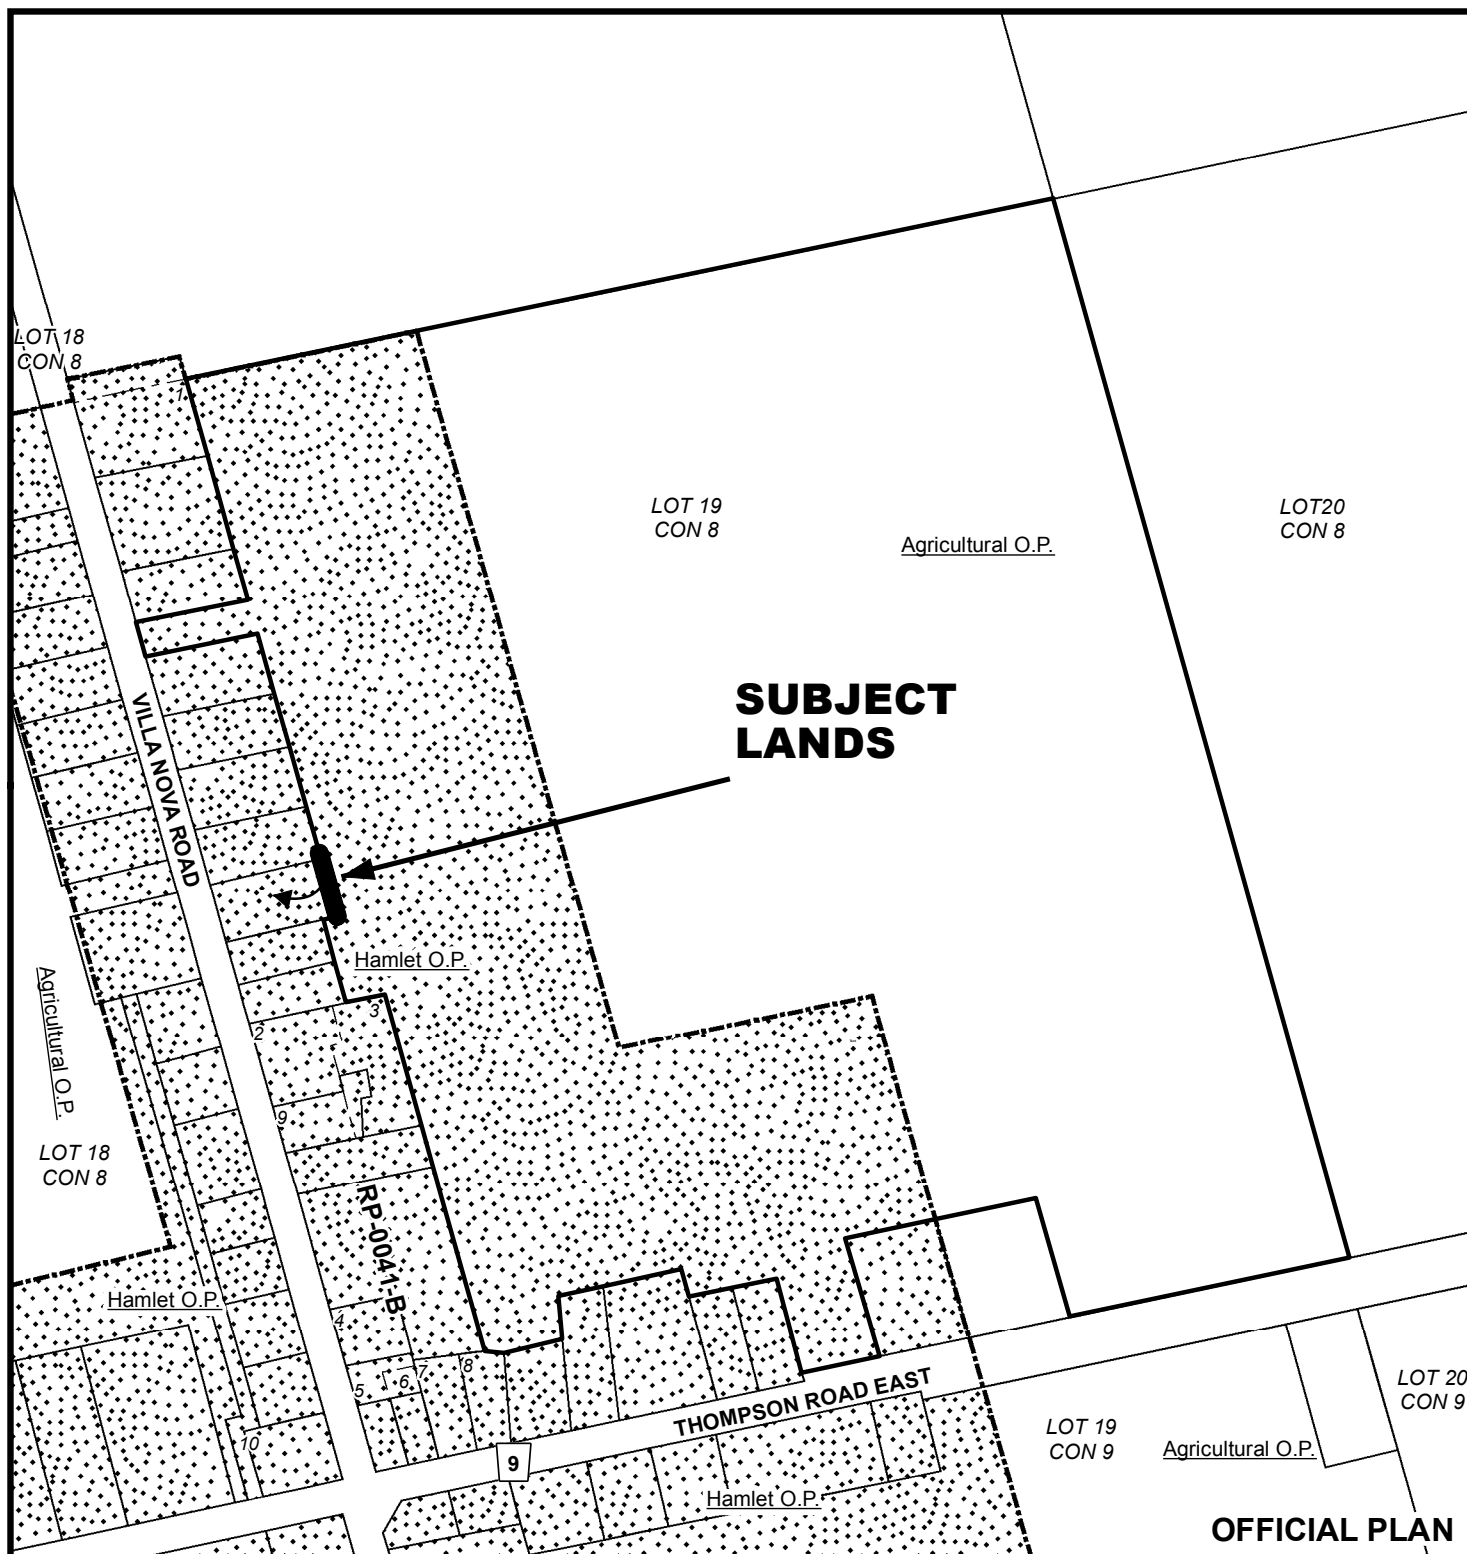 LOT 18
CON 8
1
LOT 19
CON 8
Agricultural O.P.
LOT20
CON 8
SUBJECT
LANDS
VILLA NOVA ROAD
Hamlet O.P.
3
2
Agricultural O.P.
9
LOT 18
CON 8
RP-0041-B
Hamlet O.P.
4
5
6
7
8
THOMPSON ROAD EAST
LOT 20
CON 9
LOT 19
CON 9
Agricultural O.P.
10
9
Hamlet O.P.
OFFICIAL PLAN